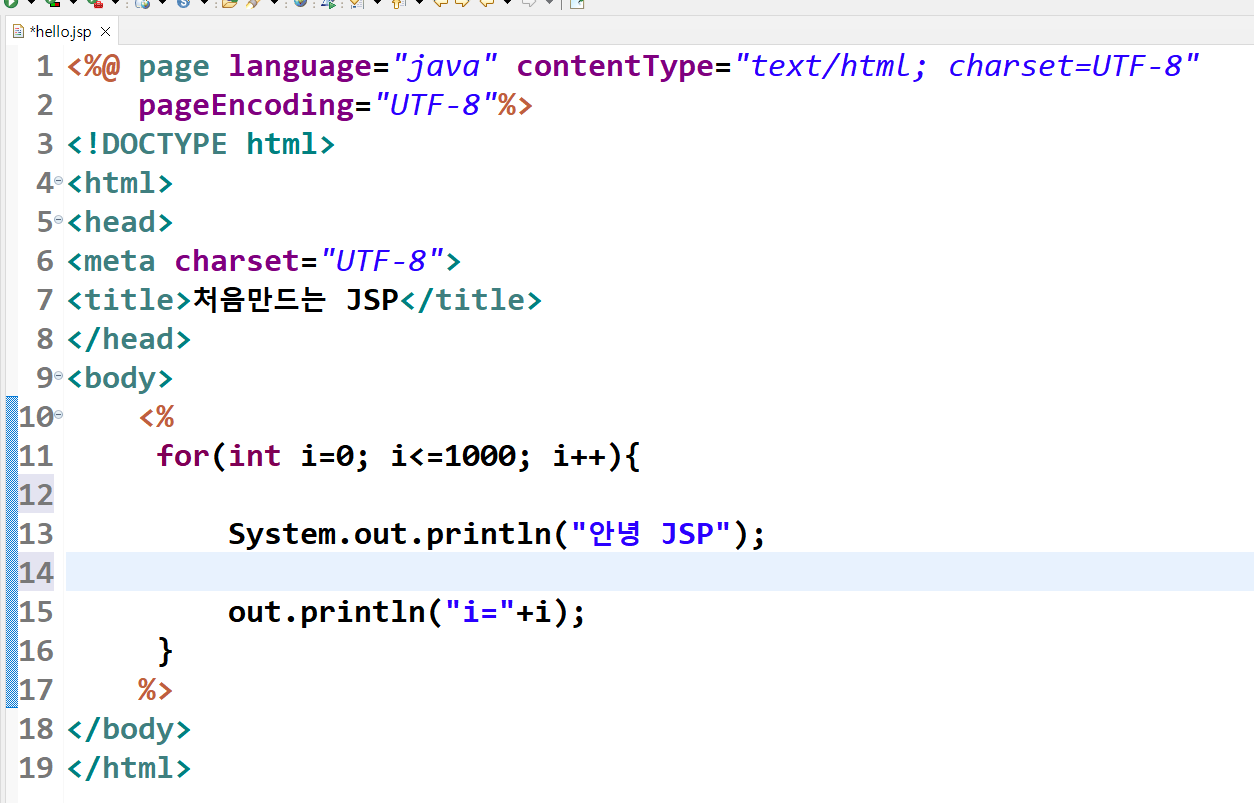 *hello.jsp
1 <%@ page language="java" contentType="text/html; charset=UTF-8"
2     pageEncoding="UTF-8"%>
3 <!DOCTYPE html>
4 <html>
5 <head>
6 <meta charset="UTF-8">
7 <title>처음만드는 JSP</title>
8 </head>
9 <body>
10     <%
11      for(int i=0; i<=1000; i++){
12
13          System.out.println("안녕 JSP");
14
15          out.println("i="+i);
16      }
17     %>
18 </body>
19 </html>